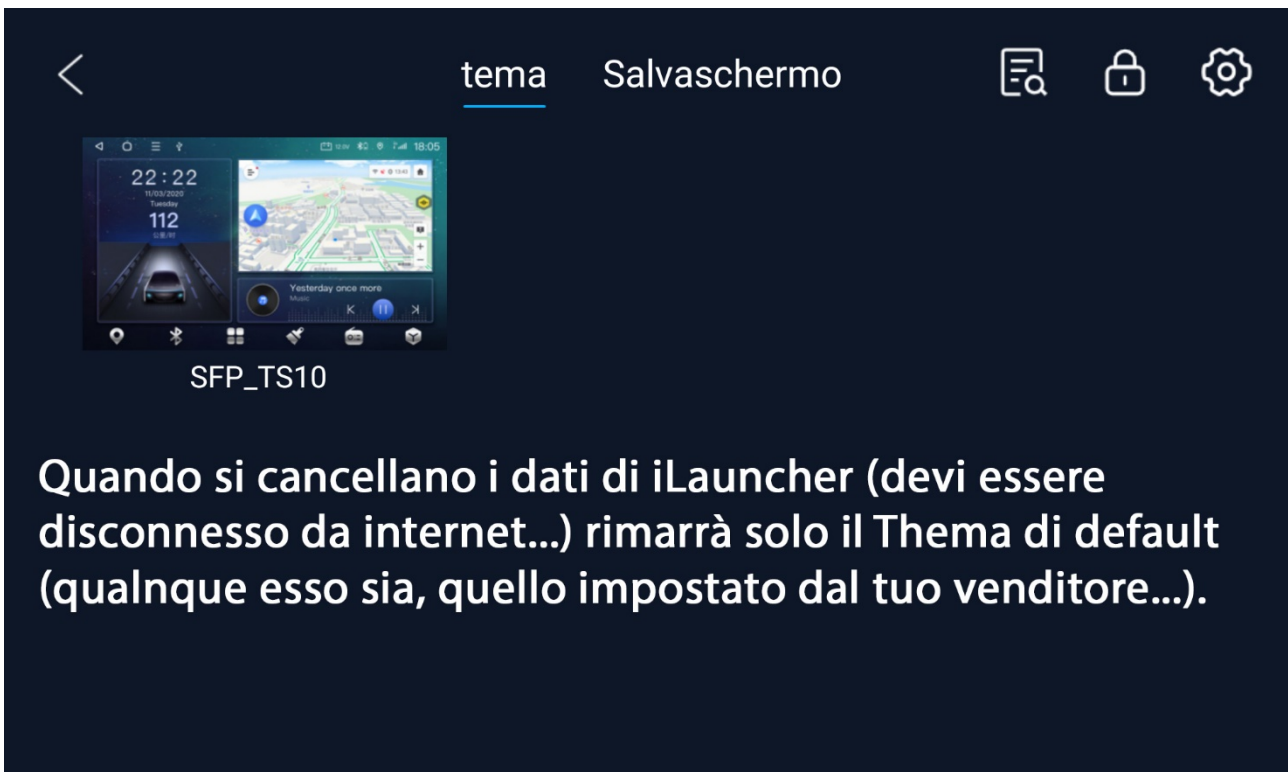 tema Salvaschermo
18:05
22:22
11/03/2020
Tuesday
112
Yesterday once more
Music
SFP_TS10
Quando si cancellano i dati di iLauncher (devi essere
disconnesso da internet...) rimarrà solo il Thema di default
(qualnque esso sia, quello impostato dal tuo venditore...).